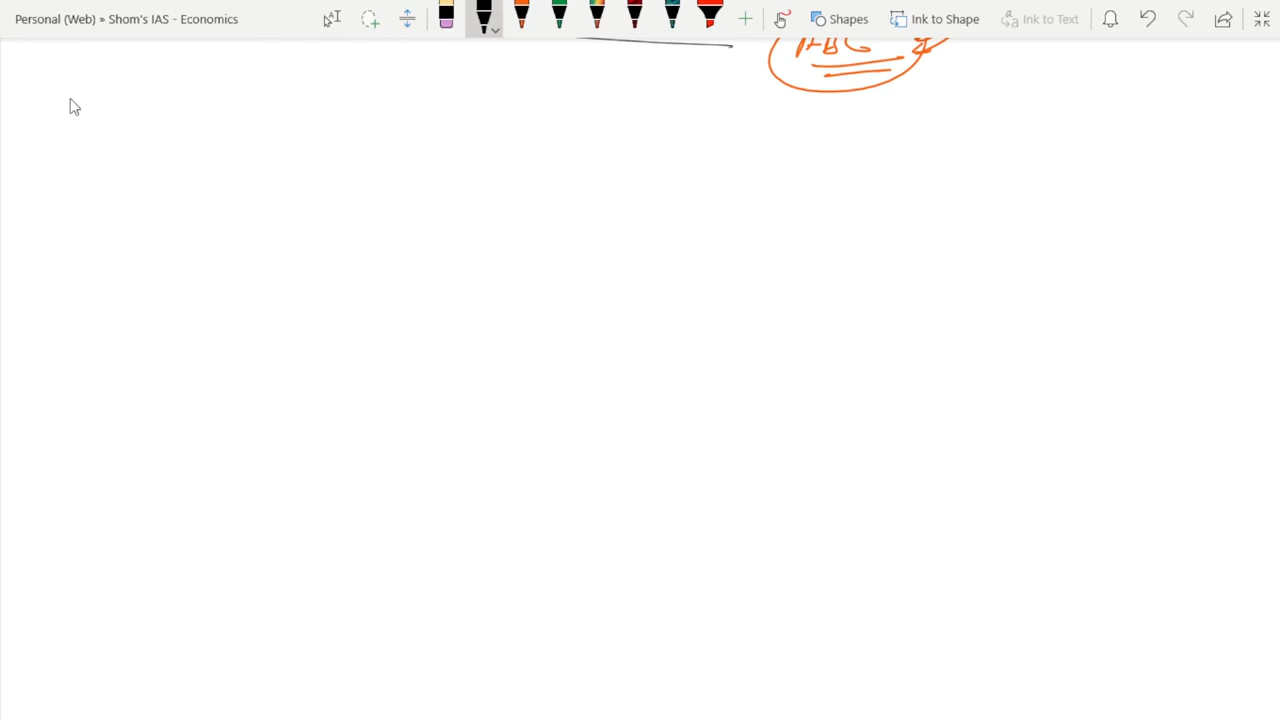 Personal (Web) » Shom's IAS - Economics
Shapes
Ink to Shape
Ink to Text